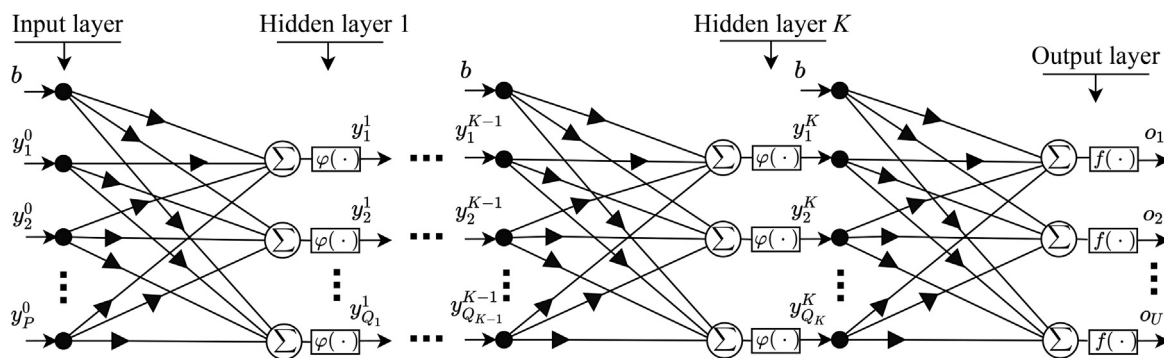 Input layer
Hidden layer 1
Hidden layer K
Output layer
b
b
b
y_1^0
∑
φ(·)
y_1^1
...
y_1^{K-1}
∑
φ(·)
y_1^K
∑
f(·)
o_1
y_2^0
∑
φ(·)
y_2^1
...
y_2^{K-1}
∑
φ(·)
y_2^K
∑
f(·)
o_2
y_P^0
∑
φ(·)
y_{Q_1}^1
...
y_{Q_{K-1}}^{K-1}
∑
φ(·)
y_{Q_K}^K
∑
f(·)
o_U